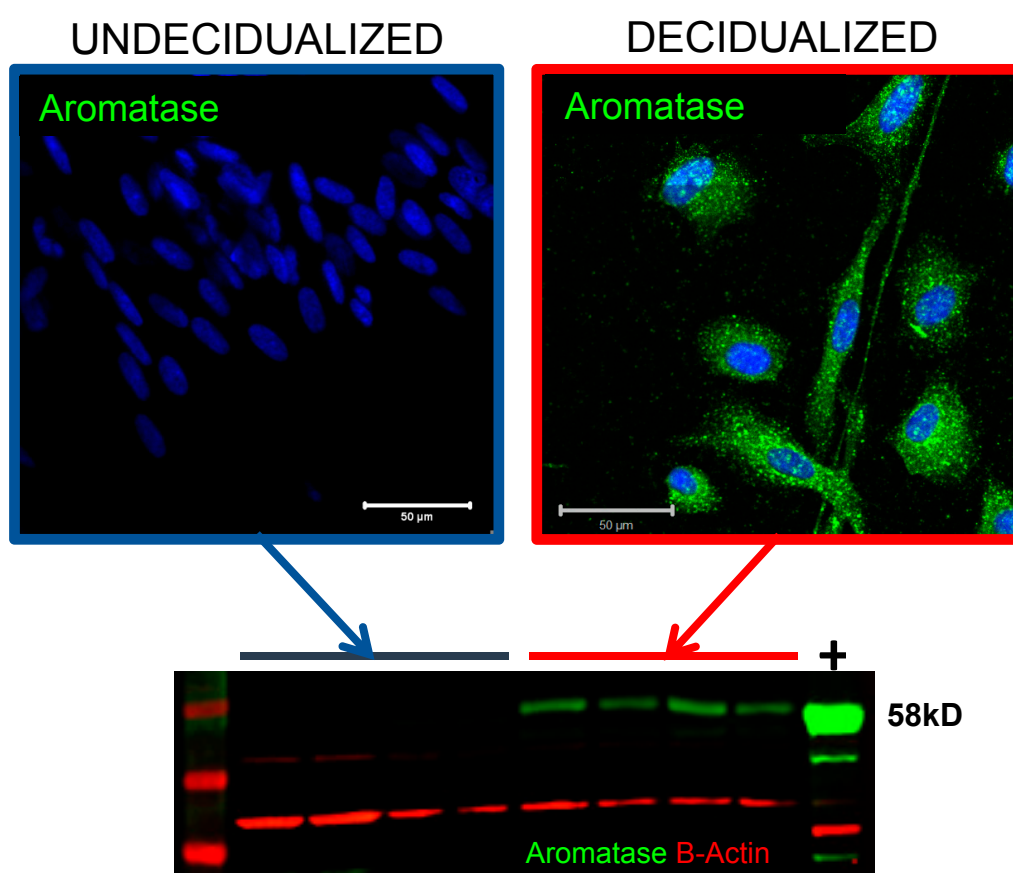 UNDECIDUALIZED
DECIDUALIZED
Aromatase
Aromatase
50 µm
50 µm
+
58kD
Aromatase B-Actin